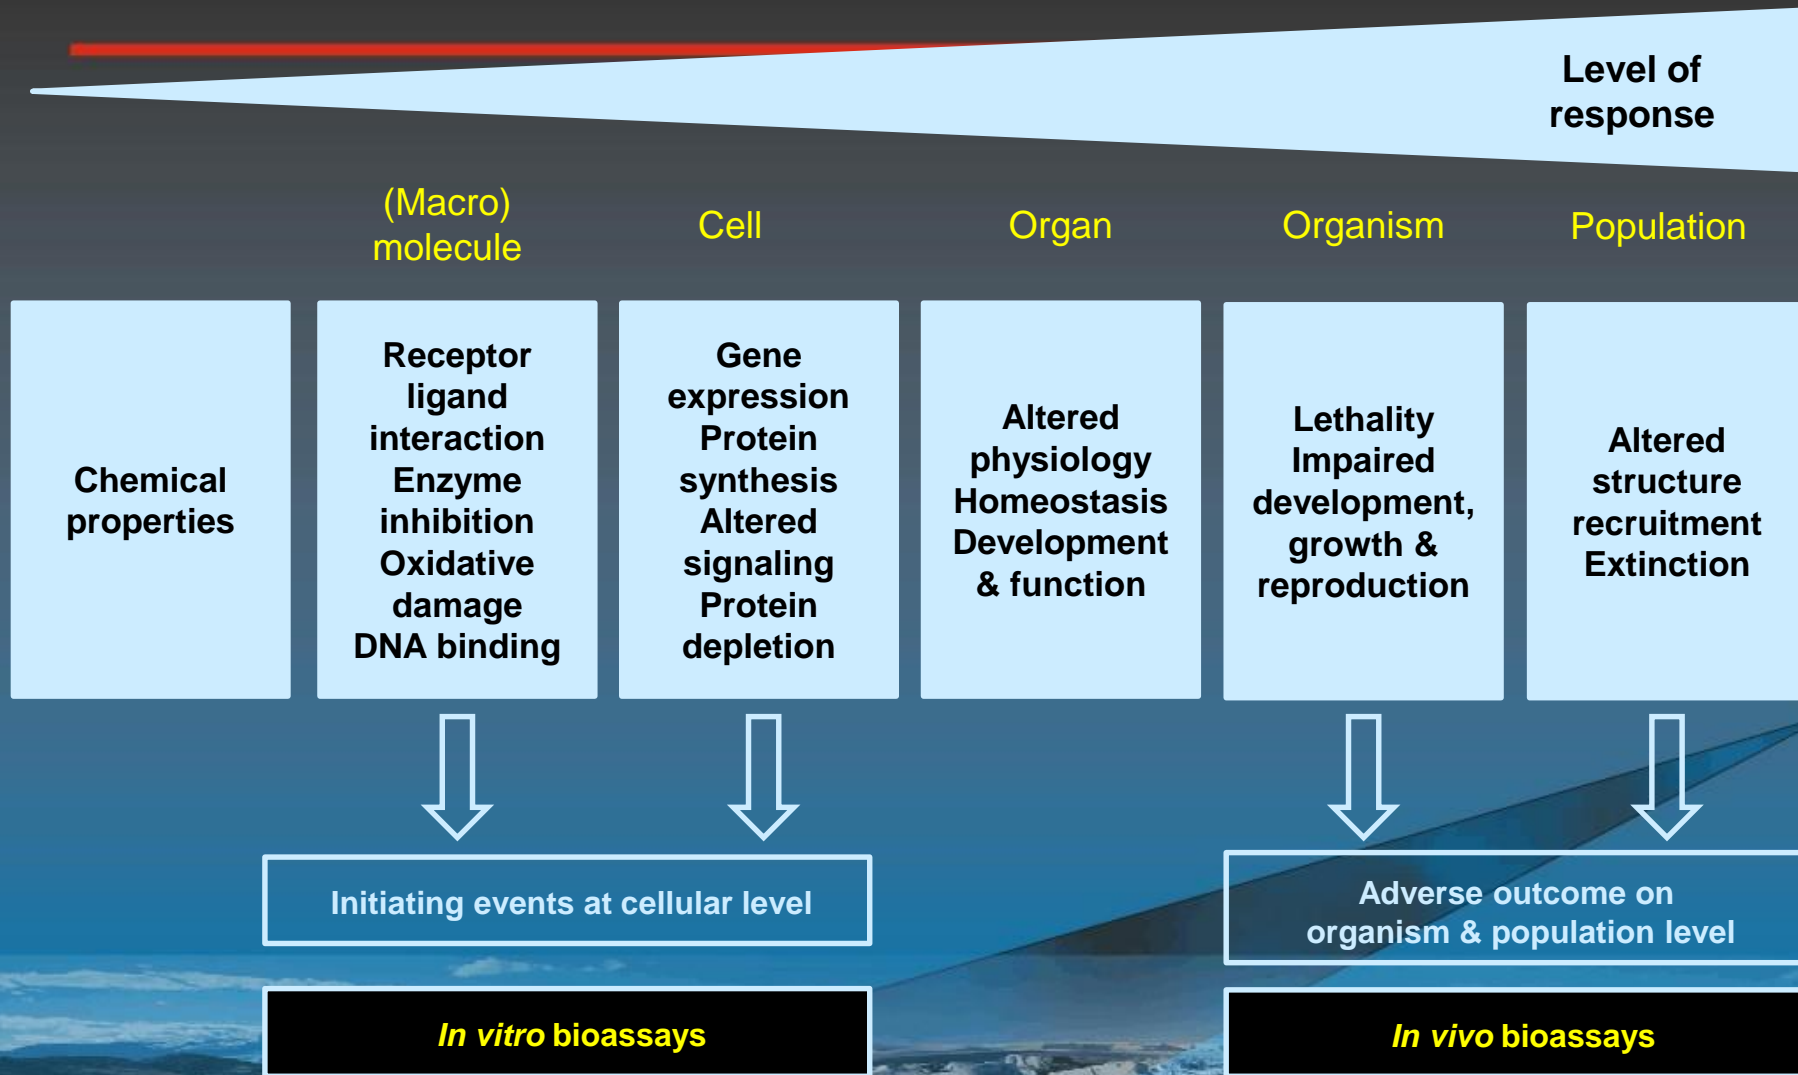 Level of
response
(Macro)
molecule
Cell
Organ
Organism
Population
Chemical
properties
Receptor
ligand
interaction
Enzyme
inhibition
Oxidative
damage
DNA binding
Gene
expression
Protein
synthesis
Altered
signaling
Protein
depletion
Altered
physiology
Homeostasis
Development
& function
Lethality
Impaired
development,
growth &
reproduction
Altered
structure
recruitment
Extinction
Initiating events at cellular level
Adverse outcome on
organism & population level
In vitro bioassays
In vivo bioassays